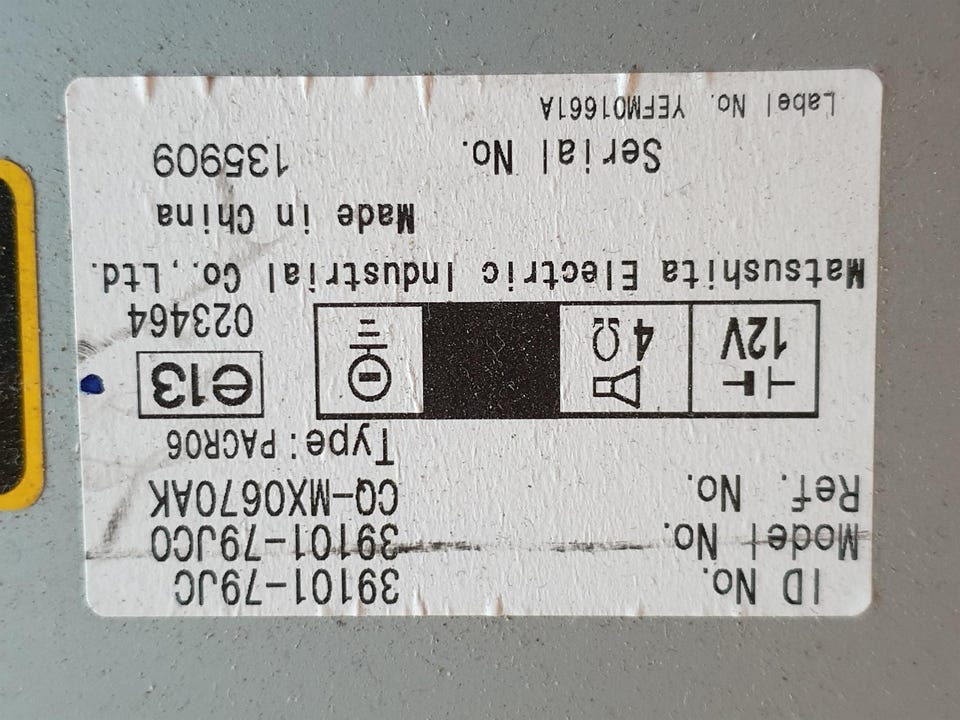 ID No. 39101-79JC
Model No. 39101-79JC0
Ref. No. CQ-MX0670AK
Type:PACR06
12V 4Ω e13
023464
Matsushita Electric Industrial Co.,Ltd.
Made in China
Serial No. 135909
Label No. YEFM01661A